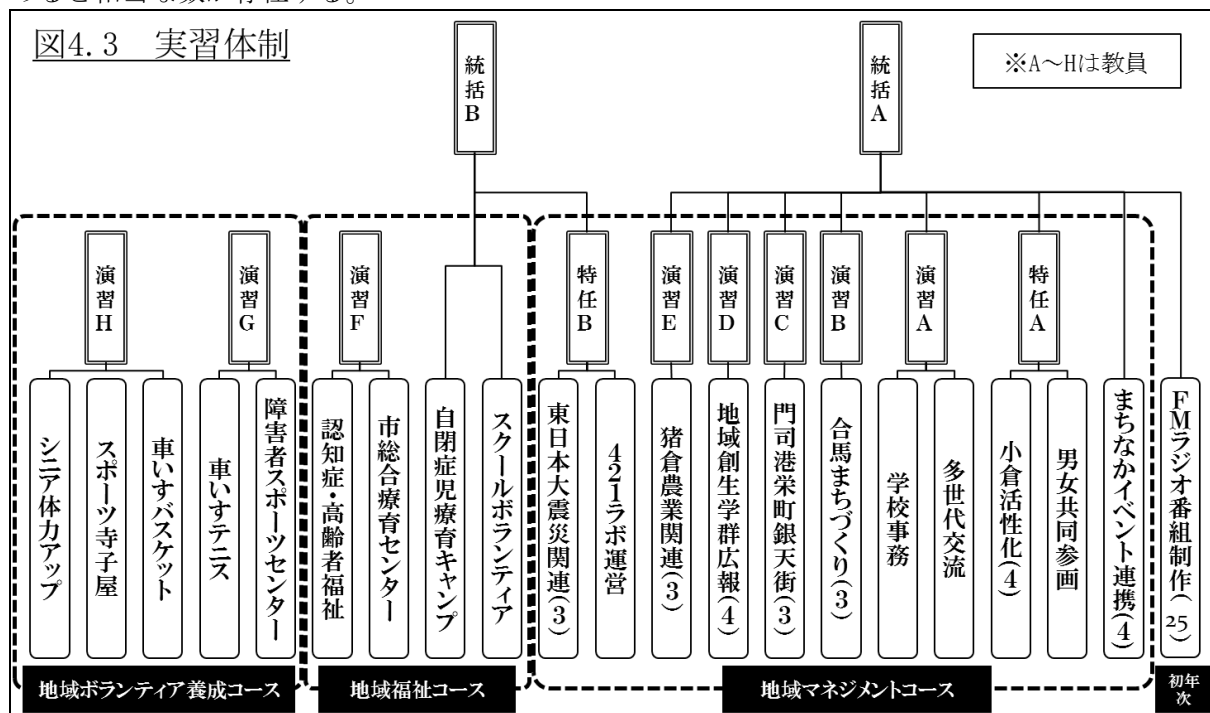 図4.3 実習体制
※A～Hは教員
統括B
統括A
演習H
演習G
演習F
特任B
演習E
演習D
演習C
演習B
演習A
特任A
シニア体力アップ
スポーツ寺子屋
車いすバスケット
車いすテニス
障害者スポーツセンター
認知症・高齢者福祉
市総合療育センター
自閉症児療育キャンプ
スクールボランティア
東日本大震災関連(3)
421ラボ運営
猪倉農業関連(3)
地域創生学群広報(4)
門司港栄町銀天街(3)
合馬まちづくり(3)
学校事務
多世代交流
小倉活性化(4)
男女共同参画
まちなかイベント連携(4)
FMラジオ番組制作(25)
地域ボランティア養成コース
地域福祉コース
地域マネジメントコース
初年次